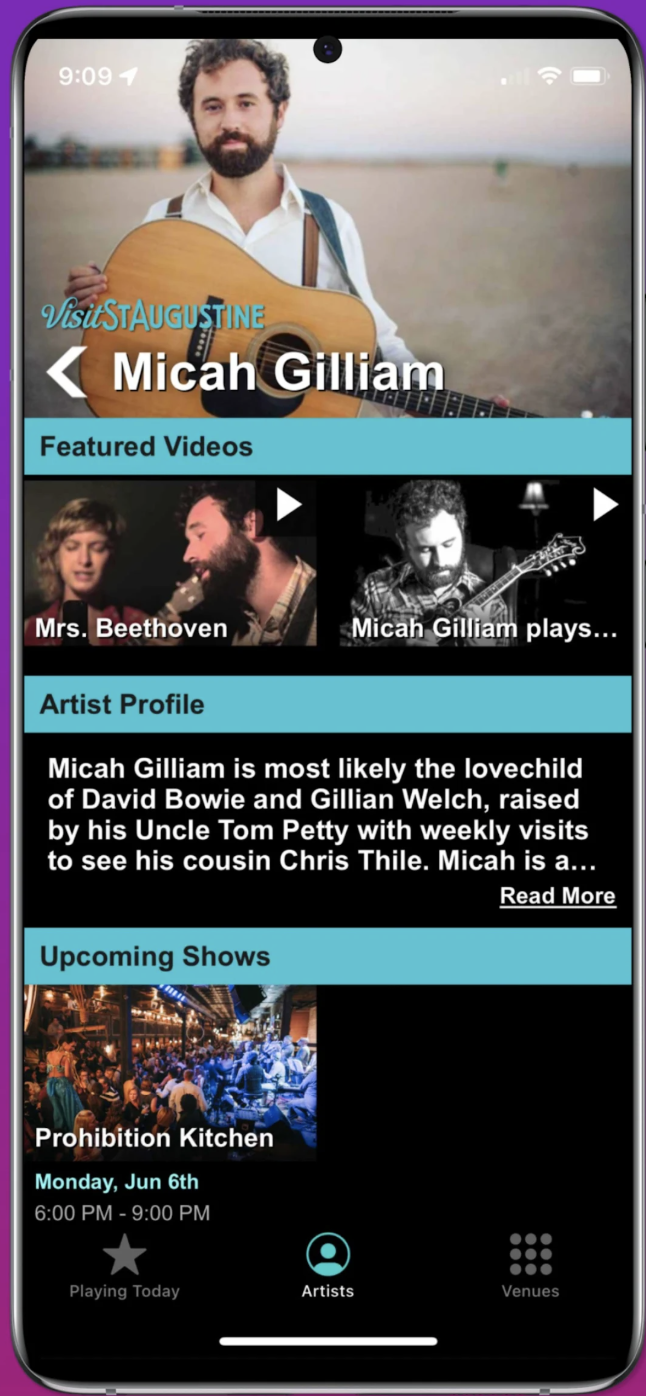 9:09
VisitSTAUGUSTINE
Micah Gilliam
Featured Videos
Mrs. Beethoven
Micah Gilliam plays...
Artist Profile
Micah Gilliam is most likely the lovechild
of David Bowie and Gillian Welch, raised
by his Uncle Tom Petty with weekly visits
to see his cousin Chris Thile. Micah is a...
Read More
Upcoming Shows
Prohibition Kitchen
Monday, Jun 6th
6:00 PM - 9:00 PM
Playing Today
Artists
Venues